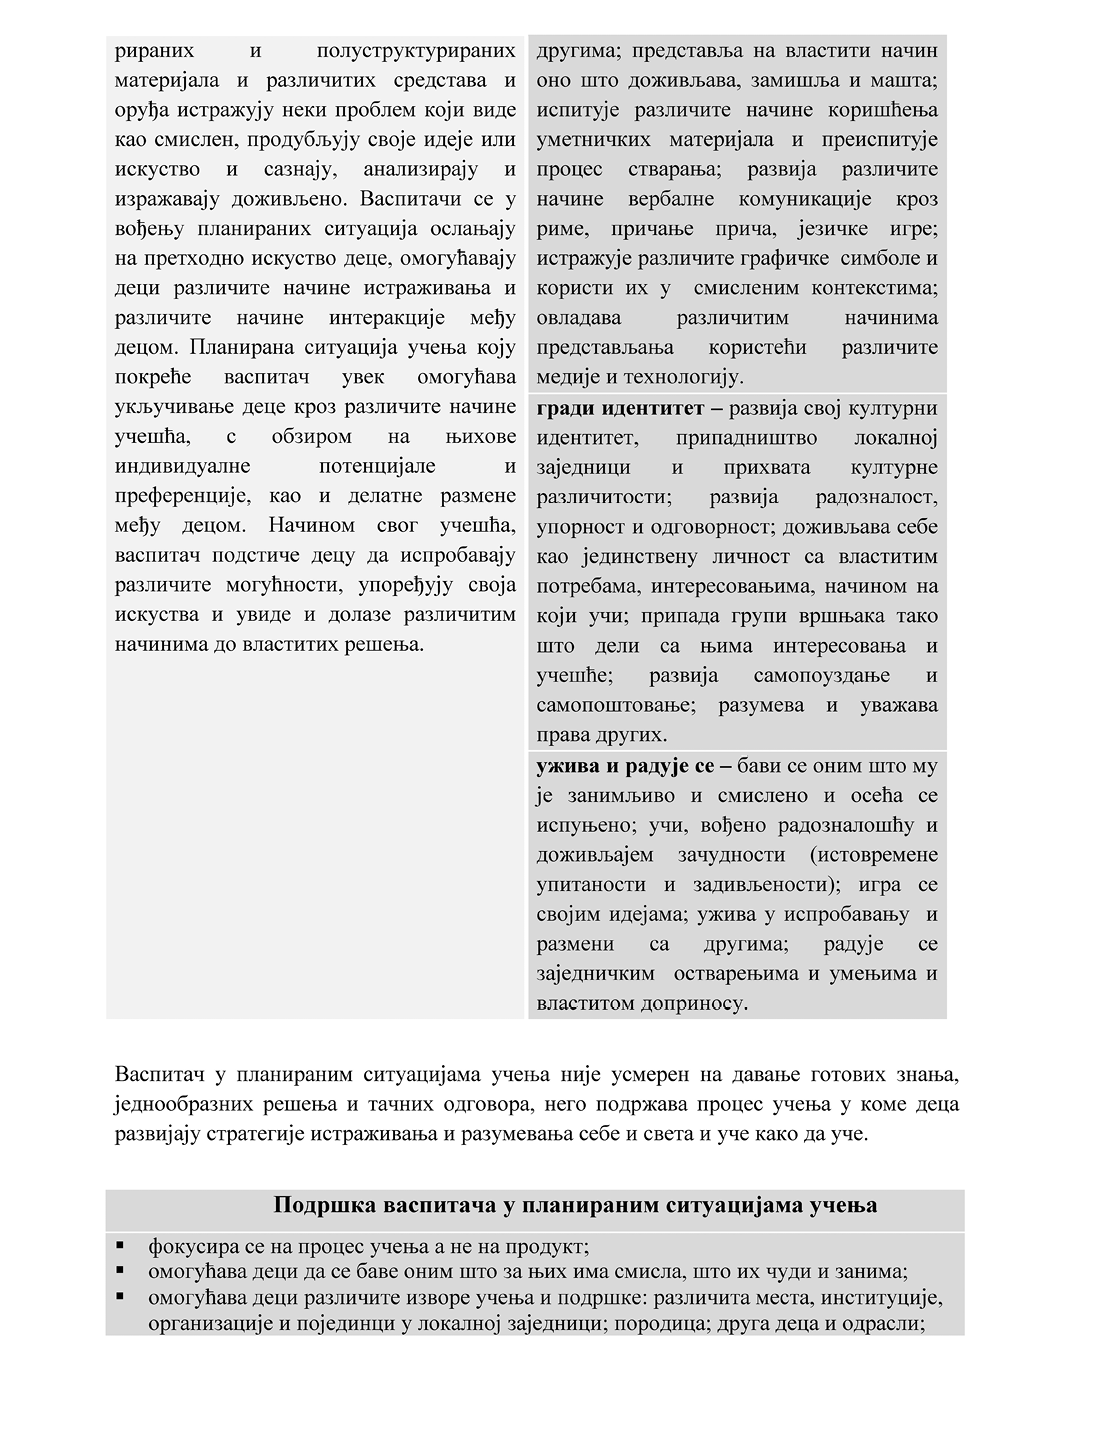 рираних и полуструктурираних
материјала и различитих средстава и
оруђа истражују неки проблем који виде
као смислен, продубљују своје идеје или
искуство и сазнају, анализирају и
изражавају доживљено. Васпитачи се у
вођењу планираних ситуација ослањају
на претходно искуство деце, омогућавају
деци различите начине истраживања и
различите начине интеракције међу
децом. Планирана ситуација учења коју
покреће васпитач увек омогућава
укључивање деце кроз различите начине
учешћа, с обзиром на њихове
индивидуалне потенцијале и
преференције, као и делатне размене
међу децом. Начином свог учешћа,
васпитач подстиче децу да испробавају
различите могућности, упоређују своја
искуства и увиде и долазе различитим
начинима до властитих решења.
другима; представља на властити начин
оно што доживљава, замишља и машта;
испитује различите начине коришћења
уметничких материјала и преиспитује
процес стварања; развија различите
начине вербалне комуникације кроз
риме, причање прича, језичке игре;
истражује различите графичке симболе и
користи их у смисленим контекстима;
овладава различитим начинима
представљања користећи различите
медије и технологију.
гради идентитет – развија свој културни
идентитет, припадништво локалној
заједници и прихвата културне
различитости; развија радозналост,
упорност и одговорност; доживљава себе
као јединствену личност са властитим
потребама, интересовањима, начином на
који учи; припада групи вршњака тако
што дели са њима интересовања и
учешће; развија самопоуздање и
самопоштовање; разумева и уважава
права других.
ужива и радује се – бави се оним што му
је занимљиво и смислено и осећа се
испуњено; учи, вођено радозналошћу и
доживљајем зачудности (истовремене
упитаности и задивљености); игра се
својим идејама; ужива у испробавању и
размени са другима; радује се
заједничким остварењима и умењима и
властитом доприносу.
Васпитач у планираним ситуацијама учења није усмерен на давање готових знања,
једнообразних решења и тачних одговора, него подржава процес учења у коме деца
развијају стратегије истраживања и разумевања себе и света и уче како да уче.
Подршка васпитача у планираним ситуацијама учења
▪ фокусира се на процес учења а не на продукт;
▪ омогућава деци да се баве оним што за њих има смисла, што их чуди и занима;
▪ омогућава деци различите изворе учења и подршке: различита места, институције,
организације и појединци у локалној заједници; породица; друга деца и одрасли;